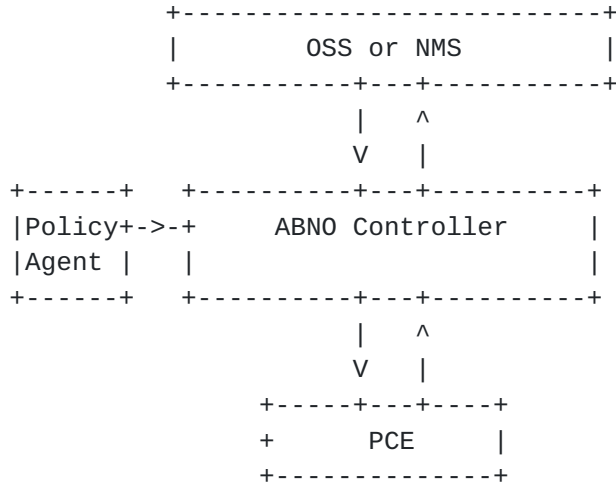 OSS or NMS
Policy
ABNO Controller
Agent
PCE